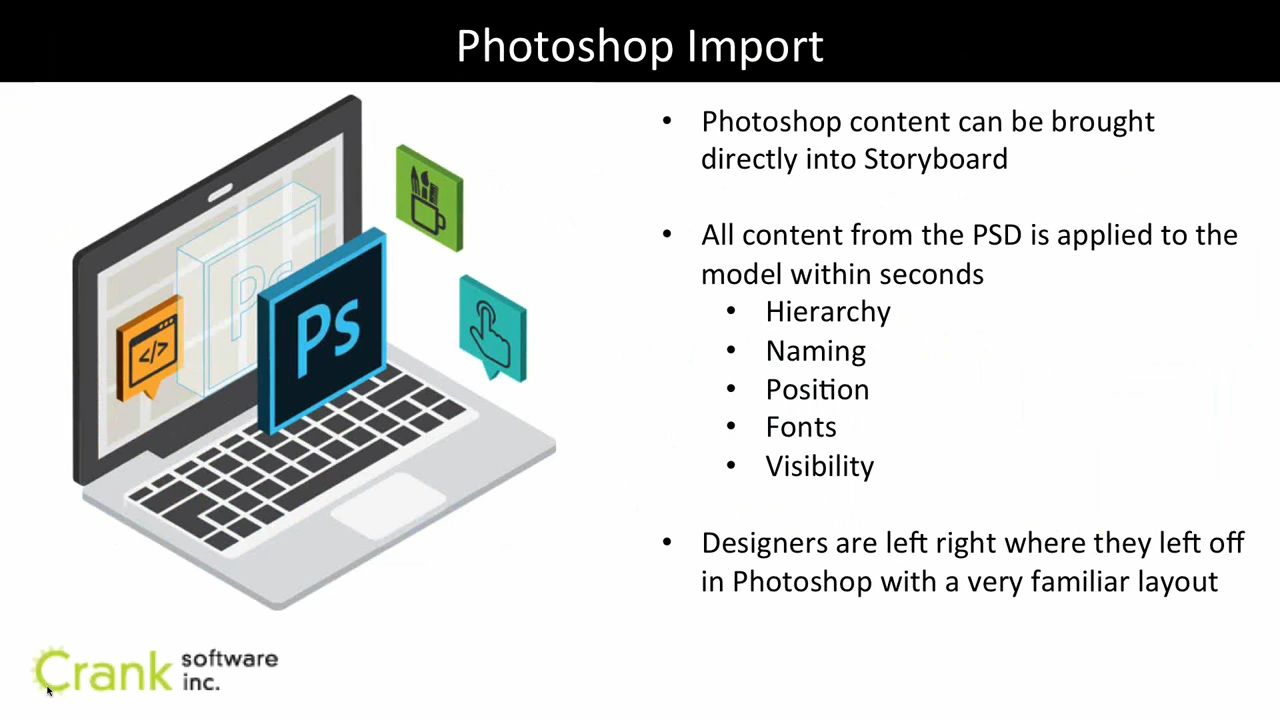 Photoshop Import
• Photoshop content can be brought
directly into Storyboard
• All content from the PSD is applied to the
model within seconds
• Hierarchy
• Naming
• Position
• Fonts
• Visibility
• Designers are left right where they left off
in Photoshop with a very familiar layout
Ps
Ps
</>
Crank software
inc.